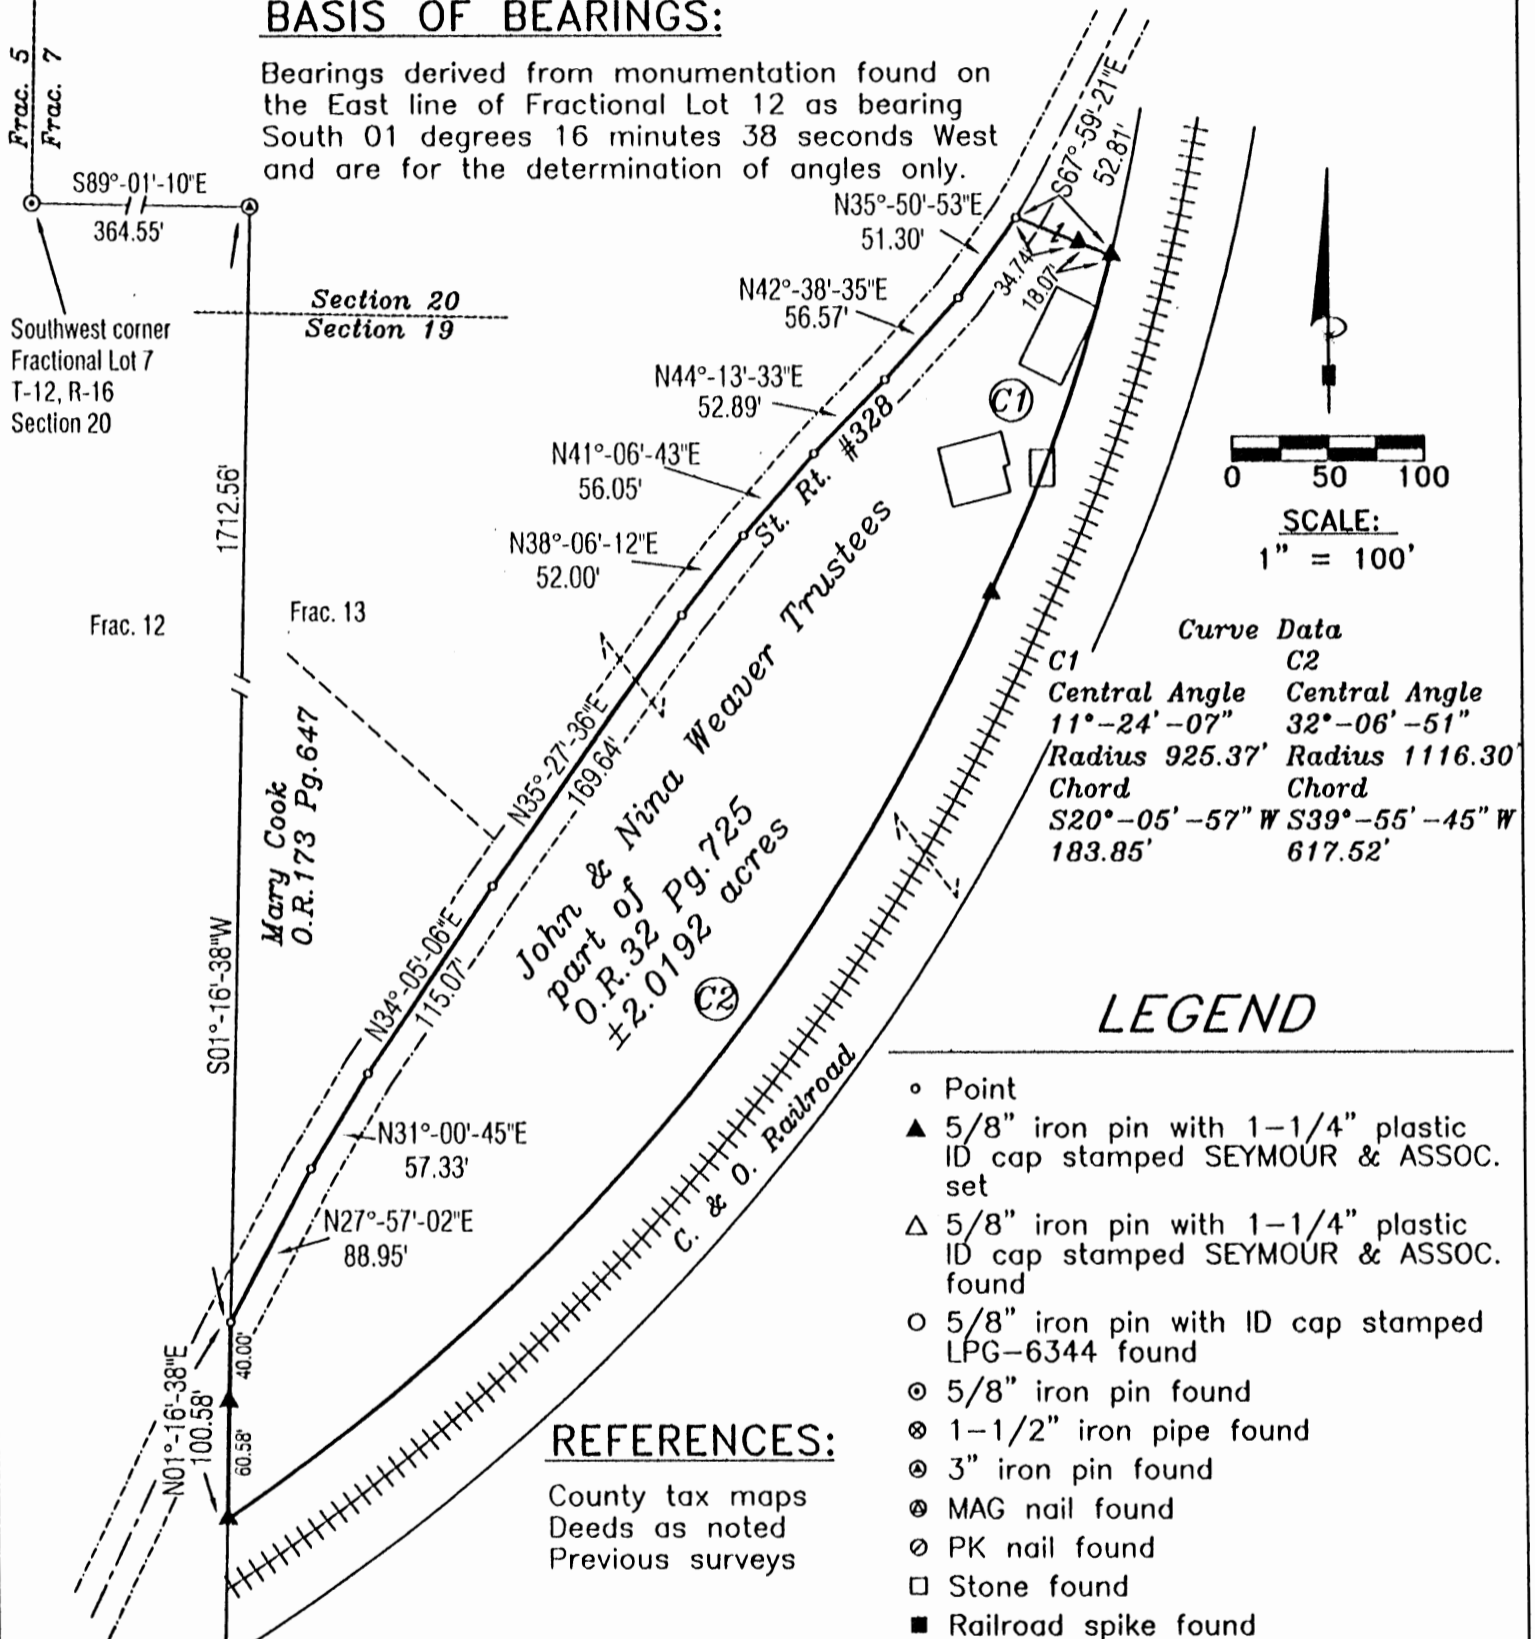 BASIS OF BEARINGS:
Bearings derived from monumentation found on
the East line of Fractional Lot 12 as bearing
South 01 degrees 16 minutes 38 seconds West
and are for the determination of angles only.
Frac. 5
Frac. 7
S89°-01'-10"E
364.55'
Southwest corner
Fractional Lot 7
T-12, R-16
Section 20
Section 20
Section 19
S67°-59'-21"E
52.81'
N35°-50'-53"E
51.30'
34.74'
18.07'
N42°-38'-35"E
56.57'
N44°-13'-33"E
52.89'
N41°-06'-43"E
56.05'
N38°-06'-12"E
52.00'
St. Rt. #328
C1
0 50 100
SCALE:
1" = 100'
1712.56'
Frac. 12
Frac. 13
Mary Cook
O.R.173 Pg.647
S01°-16'-38"W
N35°-27'-36"E
169.64'
John & Nina Weaver Trustees
part of
O.R.32 Pg.725
±2.0192 acres
C2
Curve Data
C1 C2
Central Angle Central Angle
11°-24'-07" 32°-06'-51"
Radius 925.37' Radius 1116.30'
Chord Chord
S20°-05'-57" W S39°-55'-45" W
183.85' 617.52'
N34°-05'-06"E
115.07'
N31°-00'-45"E
57.33'
N27°-57'-02"E
88.95'
40.00'
N01°-16'-38"E
100.58'
60.58'
C. & O. Railroad
REFERENCES:
County tax maps
Deeds as noted
Previous surveys
LEGEND
Point
5/8" iron pin with 1-1/4" plastic
ID cap stamped SEYMOUR & ASSOC.
set
5/8" iron pin with 1-1/4" plastic
ID cap stamped SEYMOUR & ASSOC.
found
5/8" iron pin with ID cap stamped
LPG-6344 found
5/8" iron pin found
1-1/2" iron pipe found
3" iron pin found
MAG nail found
PK nail found
Stone found
Railroad spike found